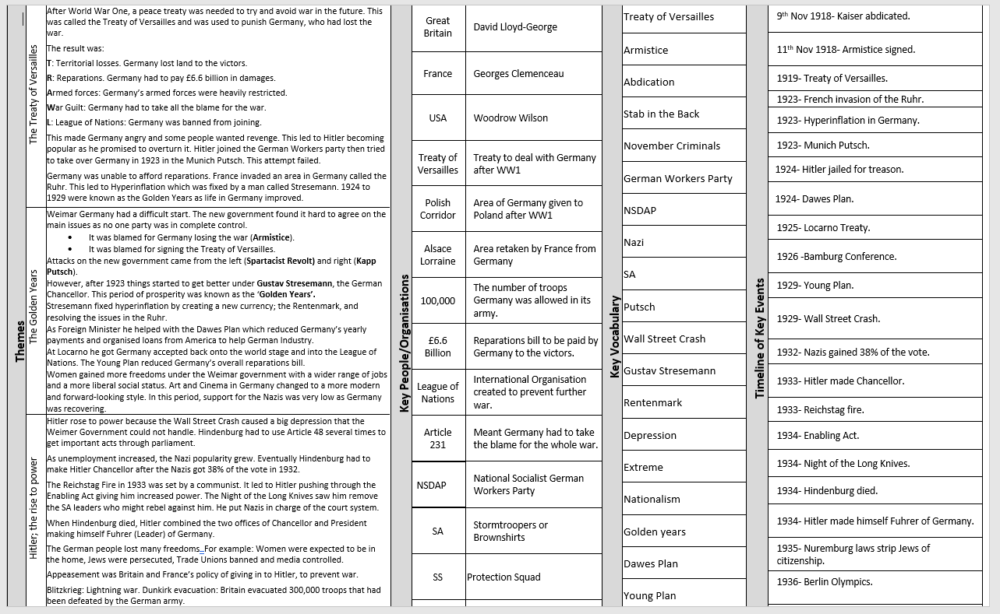 Themes
The Treaty of Versailles
After World War One, a peace treaty was needed to try and avoid war in the future. This
was called the Treaty of Versailles and was used to punish Germany, who had lost the
war.
The result was:
T: Territorial losses. Germany lost land to the victors.
R: Reparations. Germany had to pay £6.6 billion in damages.
Armed forces: Germany's armed forces were heavily restricted.
War Guilt: Germany had to take all the blame for the war.
L: League of Nations: Germany was banned from joining.
This made Germany angry and some people wanted revenge. This led to Hitler becoming
popular as he promised to overturn it. Hitler joined the German Workers party then tried
to take over Germany in 1923 in the Munich Putsch. This attempt failed.
Germany was unable to afford reparations. France invaded an area in Germany called the
Ruhr. This led to Hyperinflation which was fixed by a man called Stresemann. 1924 to
1929 were known as the Golden Years as life in Germany improved.
The Golden Years
Weimar Germany had a difficult start. The new government found it hard to agree on the
main issues as no one party was in complete control.
• It was blamed for Germany losing the war (Armistice).
• It was blamed for signing the Treaty of Versailles.
Attacks on the new government came from the left (Spartacist Revolt) and right (Kapp
Putsch).
However, after 1923 things started to get better under Gustav Stresemann, the German
Chancellor. This period of prosperity was known as the 'Golden Years'.
Stresemann fixed hyperinflation by creating a new currency; the Rentenmark, and
resolving the issues in the Ruhr.
As Foreign Minister he helped with the Dawes Plan which reduced Germany's yearly
payments and organised loans from America to help German Industry.
At Locarno he got Germany accepted back onto the world stage and into the League of
Nations. The Young Plan reduced Germany's overall reparations bill.
Women gained more freedoms under the Weimar government with a wider range of jobs
and a more liberal social status. Art and Cinema in Germany changed to a more modern
and forward-looking style. In this period, support for the Nazis was very low as Germany
was recovering.
Hitler; the rise to power
Hitler rose to power because the Wall Street Crash caused a big depression that the
Weimer Government could not handle. Hindenburg had to use Article 48 several times to
get important acts through parliament.
As unemployment increased, the Nazi popularity grew. Eventually Hindenburg had to
make Hitler Chancellor after the Nazis got 38% of the vote in 1932.
The Reichstag Fire in 1933 was set by a communist. It led to Hitler pushing through the
Enabling Act giving him increased power. The Night of the Long Knives saw him remove
the SA leaders who might rebel against him. He put Nazis in charge of the court system.
When Hindenburg died, Hitler combined the two offices of Chancellor and President
making himself Fuhrer (Leader) of Germany.
The German people lost many freedoms. For example: Women were expected to be in
the home, Jews were persecuted, Trade Unions banned and media controlled.
Appeasement was Britain and France's policy of giving in to Hitler, to prevent war.
Blitzkrieg: Lightning war. Dunkirk evacuation: Britain evacuated 300,000 troops that had
been defeated by the German army.
Key People/Organisations
Great
Britain
David Lloyd-George
France
Georges Clemenceau
USA
Woodrow Wilson
Treaty of
Versailles
Treaty to deal with Germany
after WW1
Polish
Corridor
Area of Germany given to
Poland after WW1
Alsace
Lorraine
Area retaken by France from
Germany
100,000
The number of troops
Germany was allowed in its
army.
£6.6
Billion
Reparations bill to be paid by
Germany to the victors.
League of
Nations
International Organisation
created to prevent further
war.
Article
231
Meant Germany had to take
the blame for the whole war.
NSDAP
National Socialist German
Workers Party
SA
Stormtroopers or
Brownshirts
SS
Protection Squad
Key Vocabulary
Treaty of Versailles
Armistice
Abdication
Stab in the Back
November Criminals
German Workers Party
NSDAP
Nazi
SA
Putsch
Wall Street Crash
Gustav Stresemann
Rentenmark
Depression
Extreme
Nationalism
Golden years
Dawes Plan
Young Plan
Timeline of Key Events
9th Nov 1918- Kaiser abdicated.
11th Nov 1918- Armistice signed.
1919- Treaty of Versailles.
1923- French invasion of the Ruhr.
1923- Hyperinflation in Germany.
1923- Munich Putsch.
1924- Hitler jailed for treason.
1924- Dawes Plan.
1925- Locarno Treaty.
1926 -Bamburg Conference.
1929- Young Plan.
1929- Wall Street Crash.
1932- Nazis gained 38% of the vote.
1933- Hitler made Chancellor.
1933- Reichstag fire.
1934- Enabling Act.
1934- Night of the Long Knives.
1934- Hindenburg died.
1934- Hitler made himself Fuhrer of Germany.
1935- Nuremburg laws strip Jews of
citizenship.
1936- Berlin Olympics.